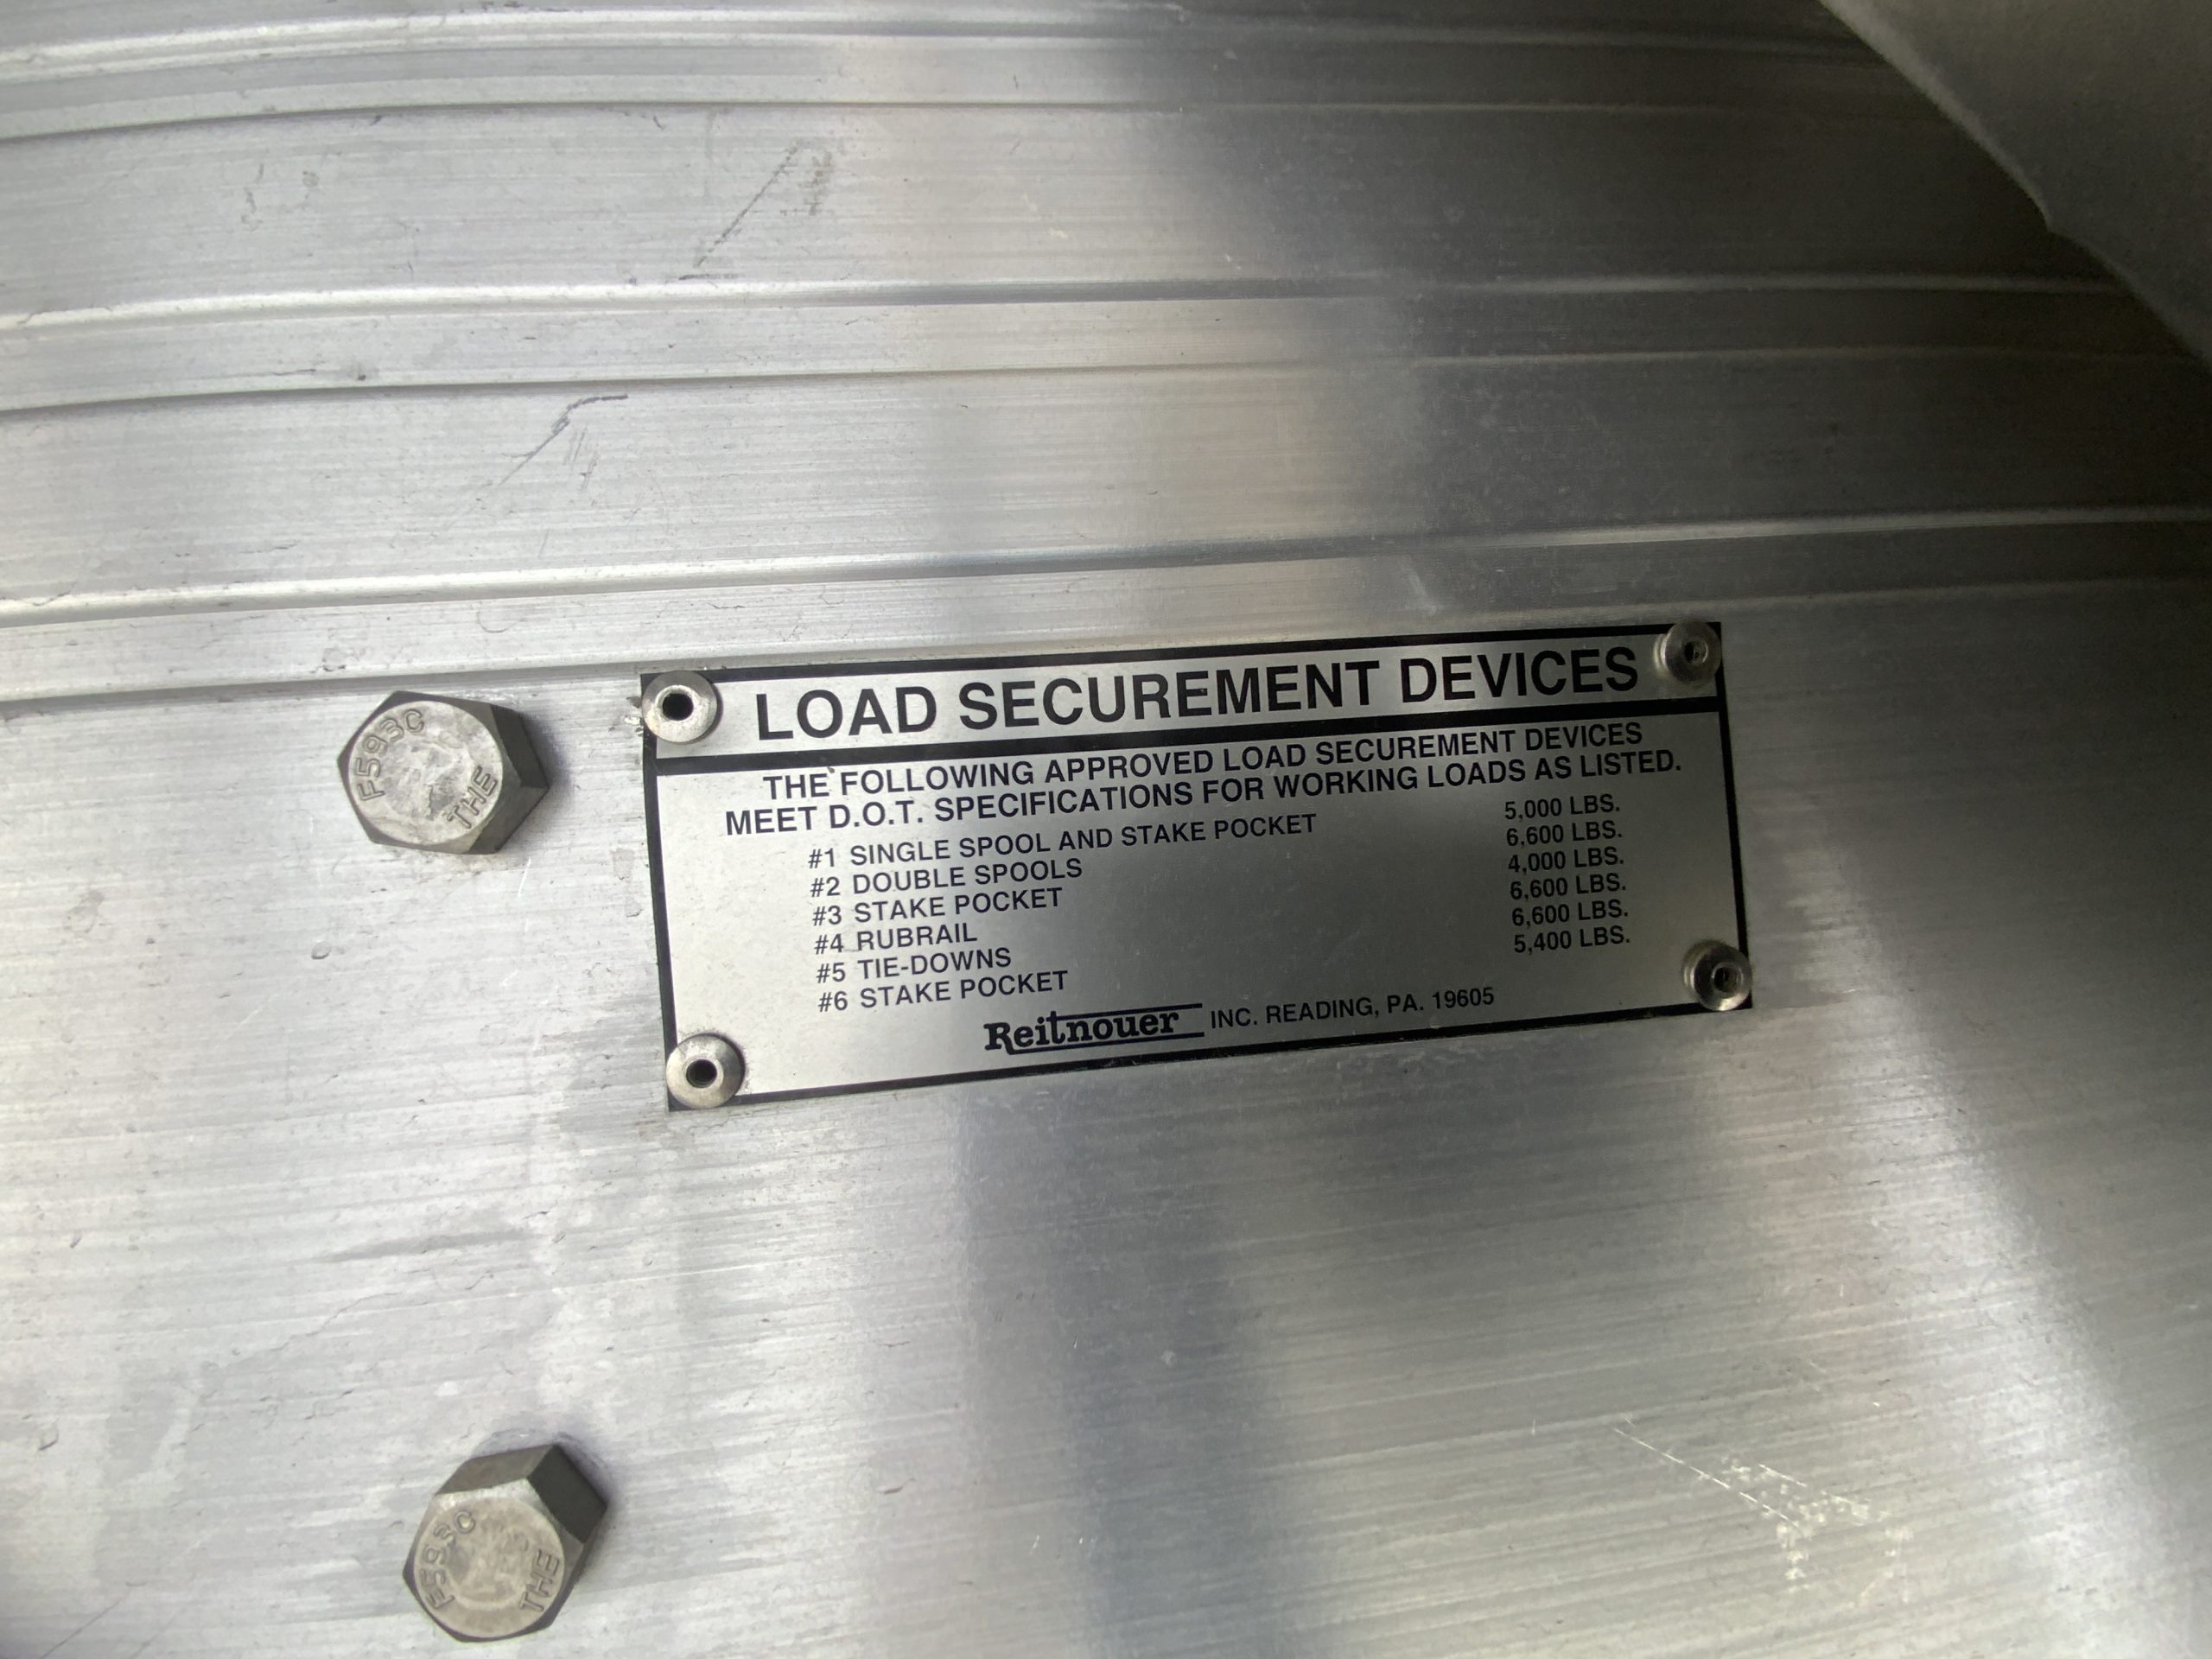 LOAD SECUREMENT DEVICES
THE FOLLOWING APPROVED LOAD SECUREMENT DEVICES
MEET D.O.T. SPECIFICATIONS FOR WORKING LOADS AS LISTED.
#1 SINGLE SPOOL AND STAKE POCKET 5,000 LBS.
#2 DOUBLE SPOOLS 6,600 LBS.
#3 STAKE POCKET 4,000 LBS.
#4 RUBRAIL 6,600 LBS.
#5 TIE-DOWNS 6,600 LBS.
#6 STAKE POCKET 5,400 LBS.
Reitnouer INC. READING, PA. 19605
F593C
THE
F593C
THE